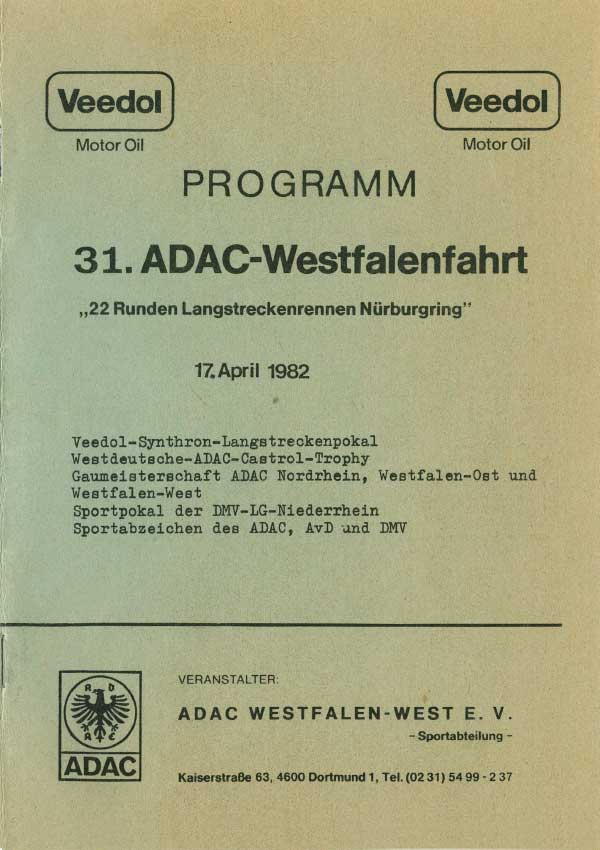 Veedol
Motor Oil
Veedol
Motor Oil
PROGRAMM
31. ADAC-Westfalenfahrt
„22 Runden Langstreckenrennen Nürburgring”
17. April 1982
Veedol-Synthron-Langstreckenpokal
Westdeutsche-ADAC-Castrol-Trophy
Gaumeisterschaft ADAC Nordrhein, Westfalen-Ost und
Westfalen-West
Sportpokal der DMV-LG-Niederrhein
Sportabzeichen des ADAC, AvD und DMV
VERANSTALTER:
ADAC WESTFALEN-WEST E. V.
- Sportabteilung -
Kaiserstraße 63, 4600 Dortmund 1, Tel. (02 31) 54 99 - 2 37
A D
A C
ADAC